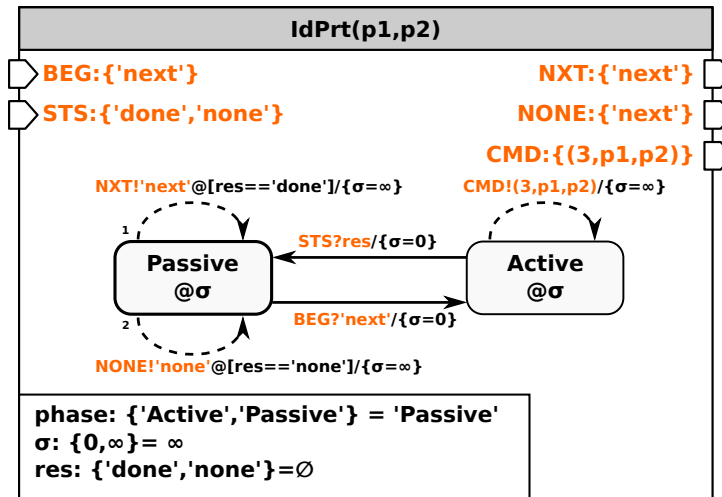 IdPrt(p1,p2)
BEG:{'next'}
NXT:{'next'}
STS:{'done','none'}
NONE:{'next'}
CMD:{(3,p1,p2)}
NXT!'next'@[res=='done']/{σ=∞}
CMD!(3,p1,p2)/{σ=∞}
1
STS?res/{σ=0}
Passive
@σ
Active
@σ
BEG?'next'/{σ=0}
2
NONE!'none'@[res=='none']/{σ=∞}
phase: {'Active','Passive'} = 'Passive'
σ: {0,∞}= ∞
res: {'done','none'}=∅